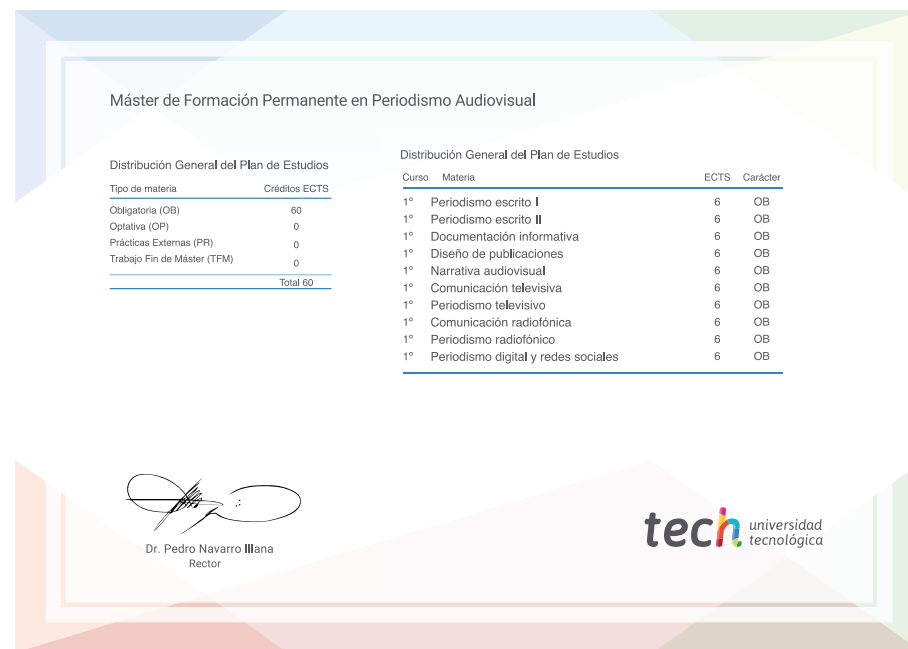 Máster de Formación Permanente en Periodismo Audiovisual
Distribución General del Plan de Estudios
Tipo de materia Créditos ECTS
Obligatoria (OB) 60
Optativa (OP) 0
Prácticas Externas (PR) 0
Trabajo Fin de Máster (TFM) 0
Total 60
Distribución General del Plan de Estudios
Curso Materia ECTS Carácter
1º Periodismo escrito I 6 OB
1º Periodismo escrito II 6 OB
1º Documentación informativa 6 OB
1º Diseño de publicaciones 6 OB
1º Narrativa audiovisual 6 OB
1º Comunicación televisiva 6 OB
1º Periodismo televisivo 6 OB
1º Comunicación radiofónica 6 OB
1º Periodismo radiofónico 6 OB
1º Periodismo digital y redes sociales 6 OB
Dr. Pedro Navarro Illana
Rector
tech universidad
tecnológica